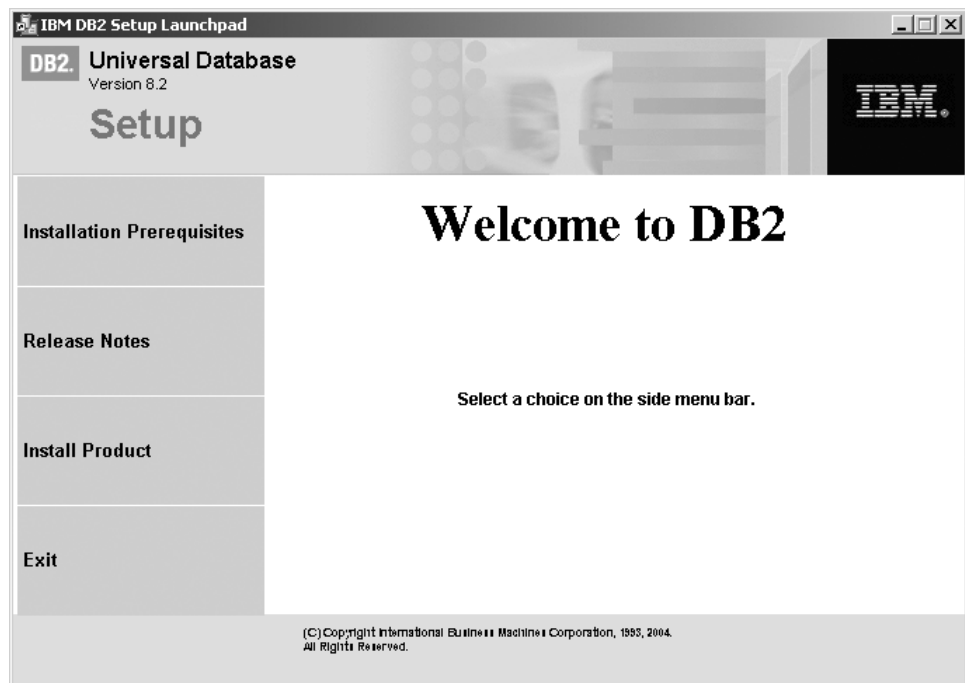 IBM DB2 Setup Launchpad
DB2. Universal Database
Version 8.2
Setup
IBM
Installation Prerequisites
Welcome to DB2
Release Notes
Select a choice on the side menu bar.
Install Product
Exit
(C) Copyright International Business Machines Corporation, 1993, 2004.
All Rights Reserved.